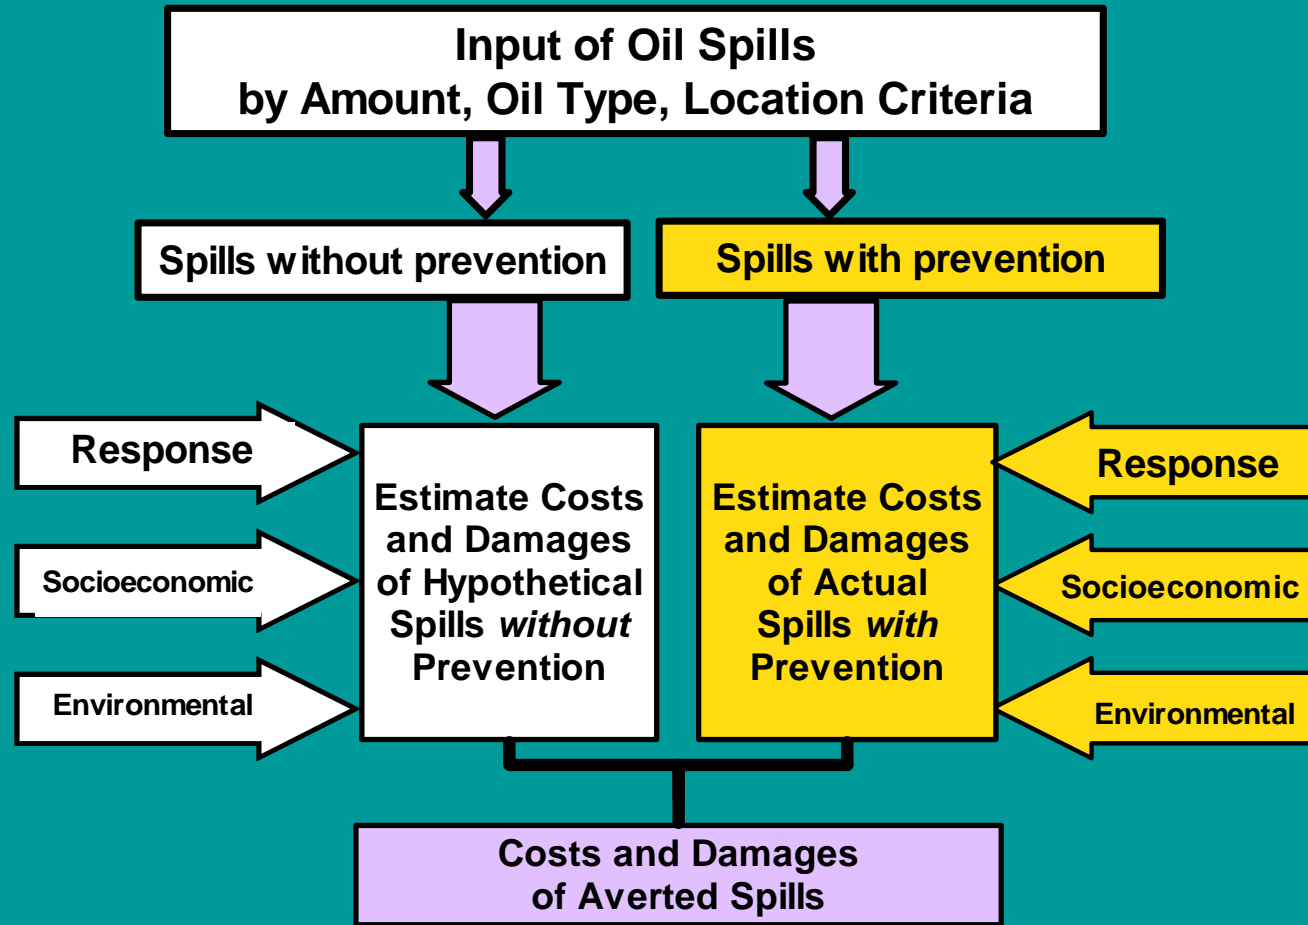 Input of Oil Spills
by Amount, Oil Type, Location Criteria
Spills without prevention
Spills with prevention
Response
Socioeconomic
Environmental
Estimate Costs
and Damages
of Hypothetical
Spills without
Prevention
Estimate Costs
and Damages
of Actual
Spills with
Prevention
Response
Socioeconomic
Environmental
Costs and Damages
of Averted Spills